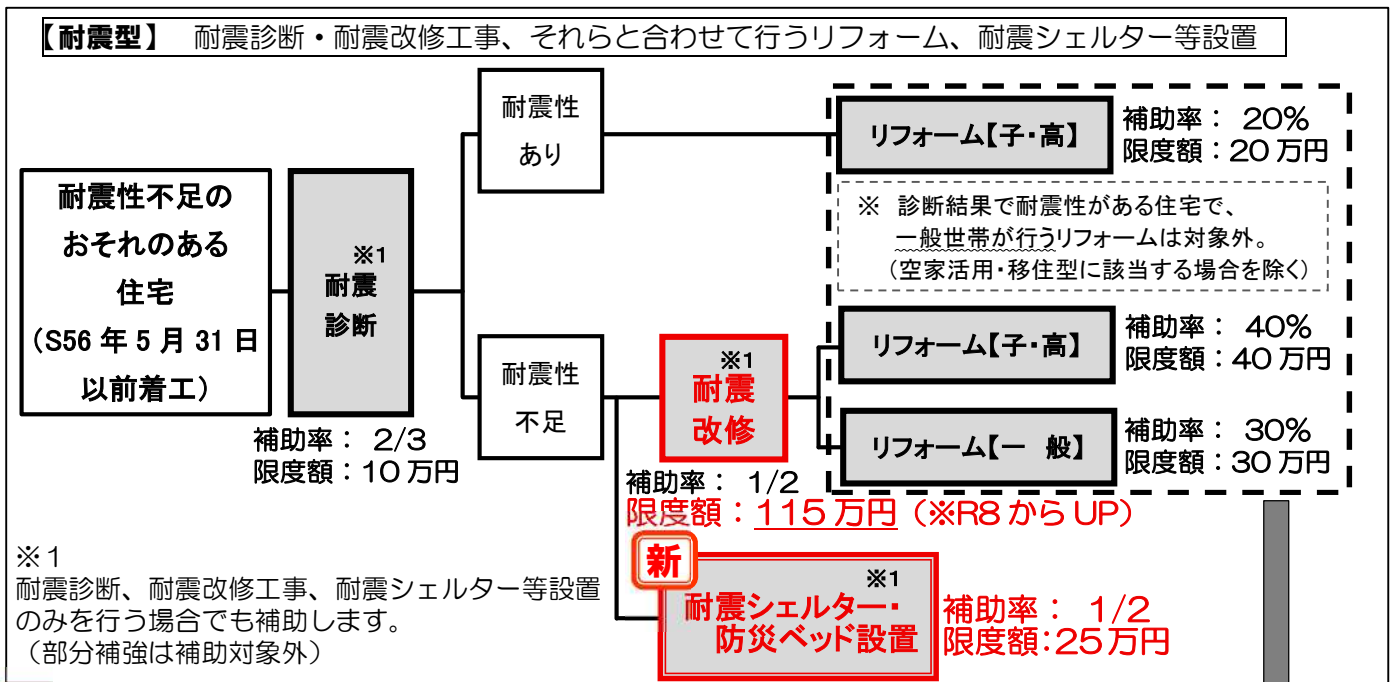 【耐震型】 耐震診断・耐震改修工事、それらと合わせて行うリフォーム、耐震シェルター等設置
耐震性不足の
おそれのある
住宅
（S56年5月31日
以前着工）
※1
耐震
診断
補助率： 2/3
限度額：10万円
耐震性
あり
リフォーム【子・高】
補助率： 20%
限度額：20万円
※ 診断結果で耐震性がある住宅で、
一般世帯が行うリフォームは対象外。
（空家活用・移住型に該当する場合を除く）
耐震性
不足
※1
耐震
改修
補助率： 1/2
限度額：115万円（※R8からUP）
リフォーム【子・高】
補助率： 40%
限度額：40万円
リフォーム【一 般】
補助率： 30%
限度額：30万円
新
※1
耐震シェルター・
防災ベッド設置
補助率： 1/2
限度額:25万円
※1
耐震診断、耐震改修工事、耐震シェルター等設置
のみを行う場合でも補助します。
（部分補強は補助対象外）